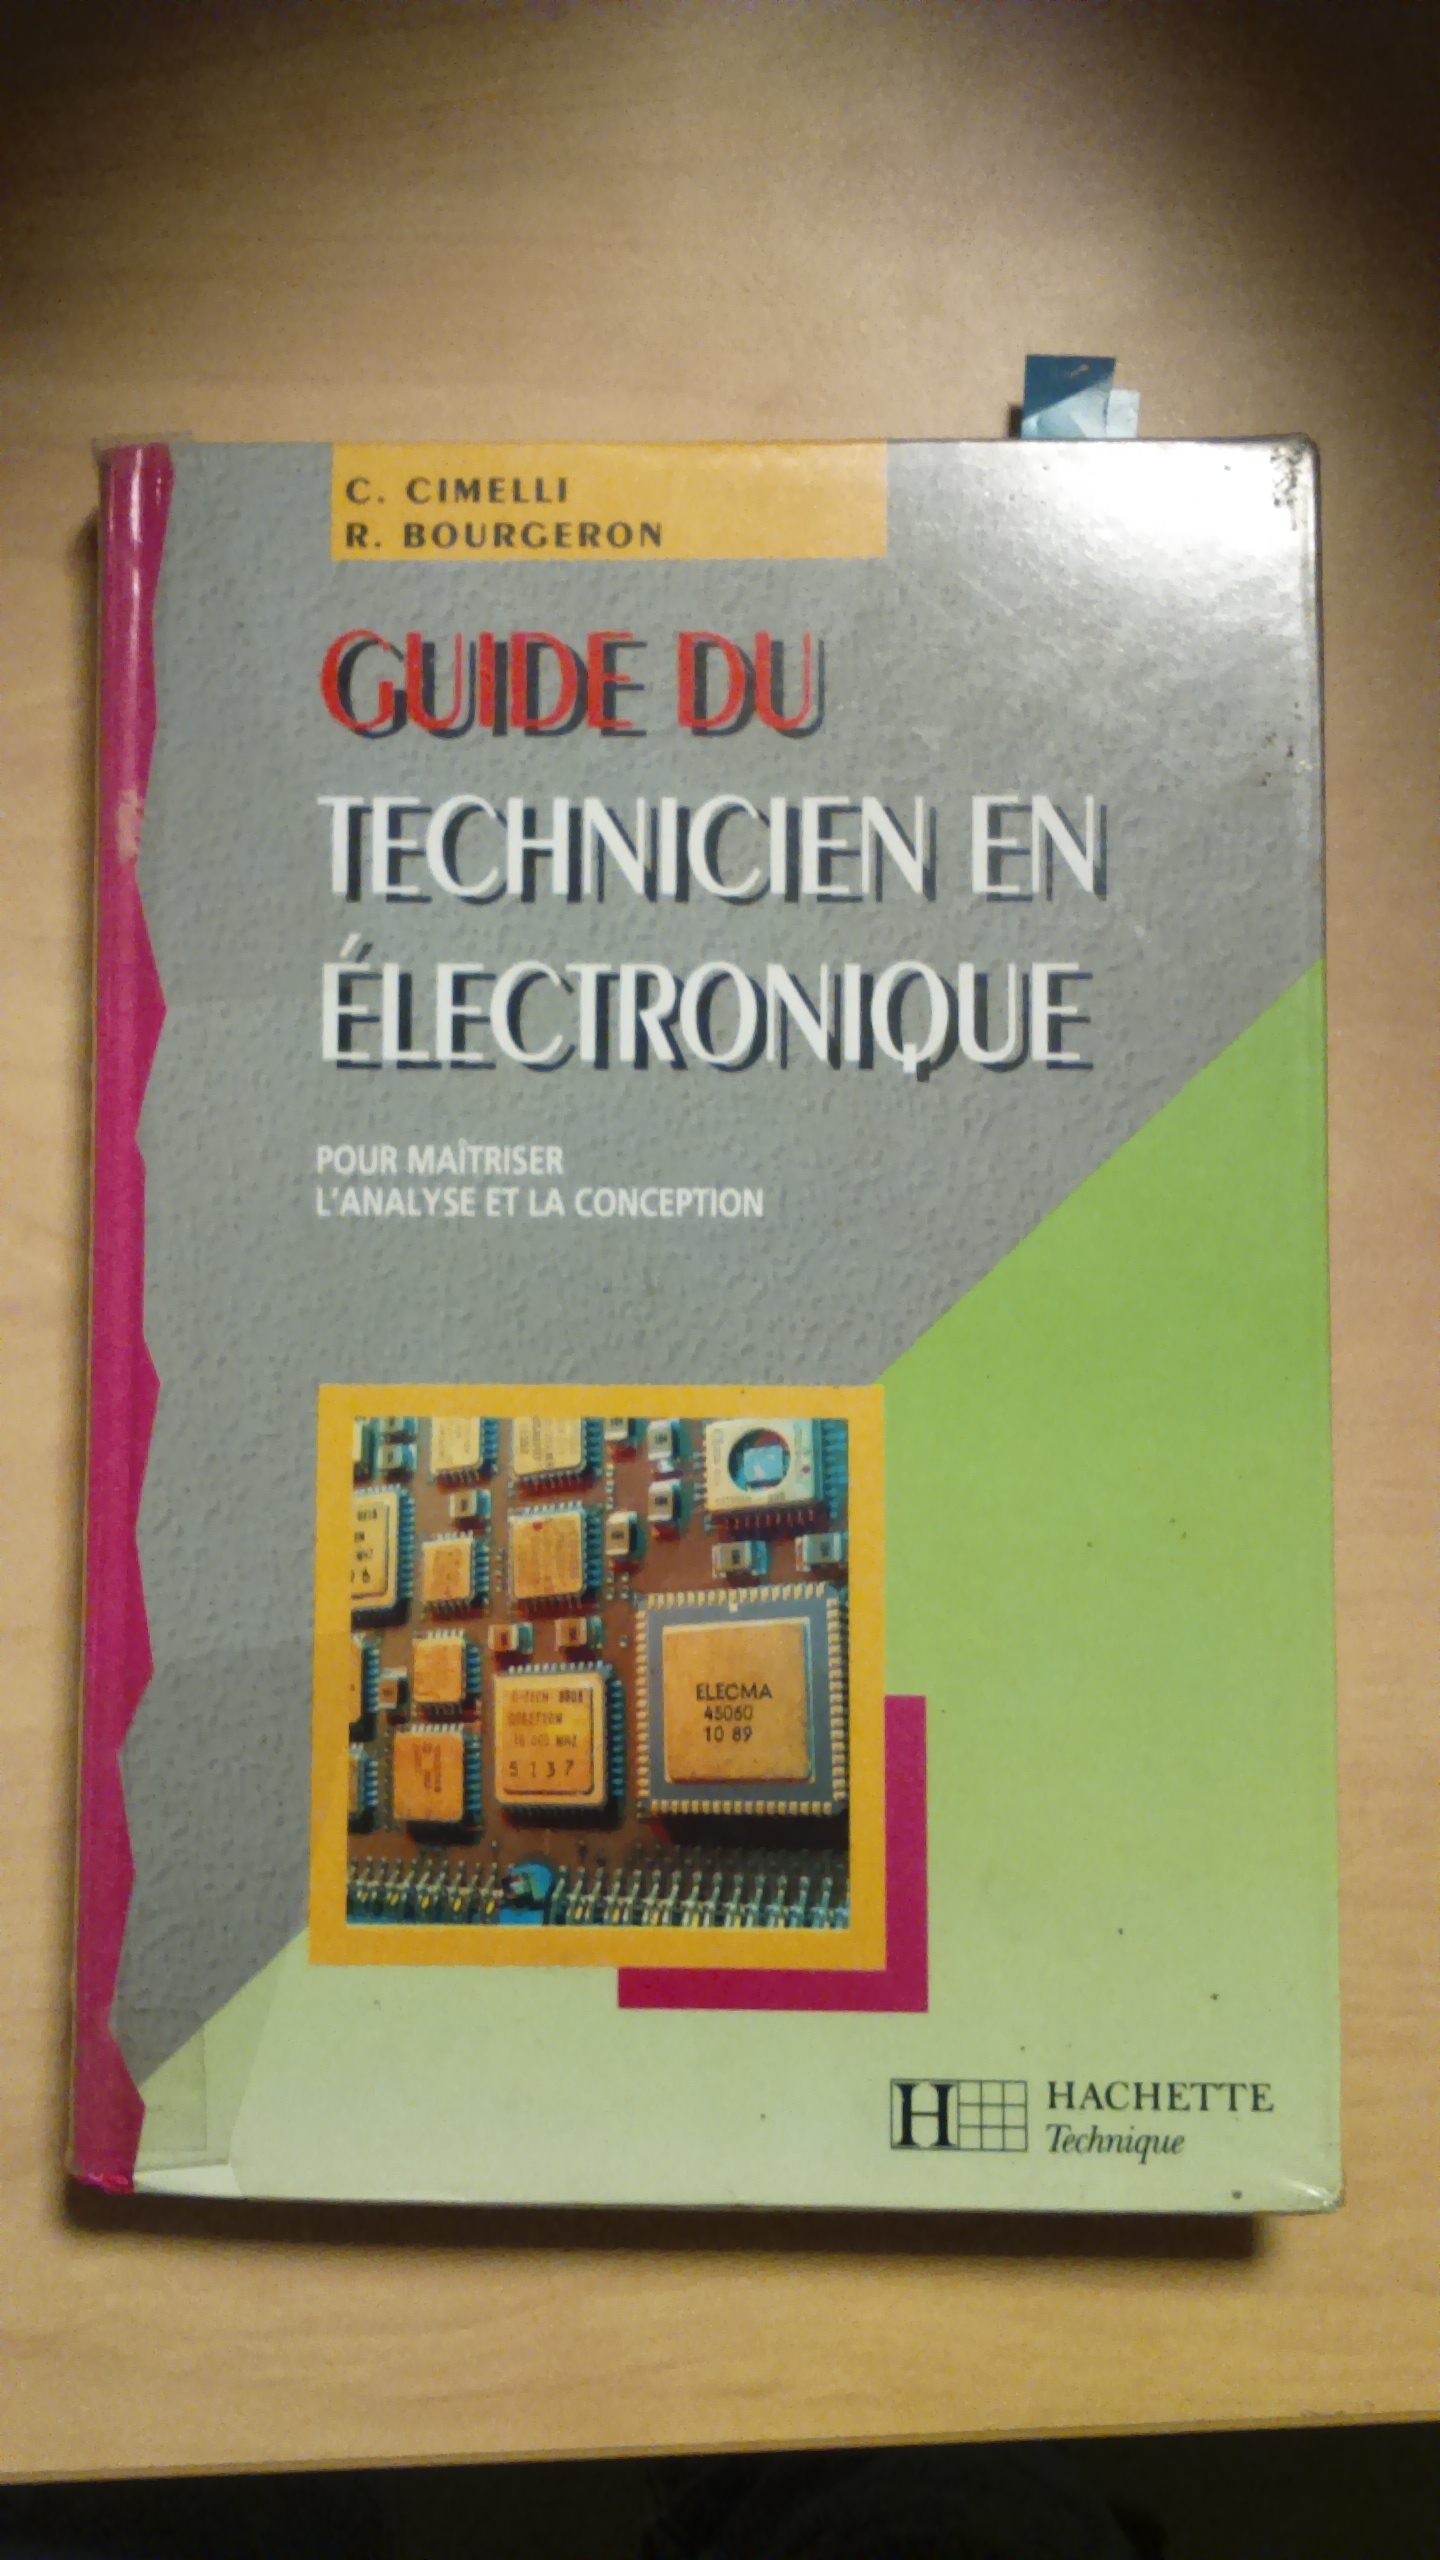 C. CIMELLI
R. BOURGERON
GUIDE DU
TECHNICIEN EN
ÉLECTRONIQUE
POUR MAÎTRISER
L'ANALYSE ET LA CONCEPTION
ELECMA
45060
10 89
5137
H HACHETTE
Technique